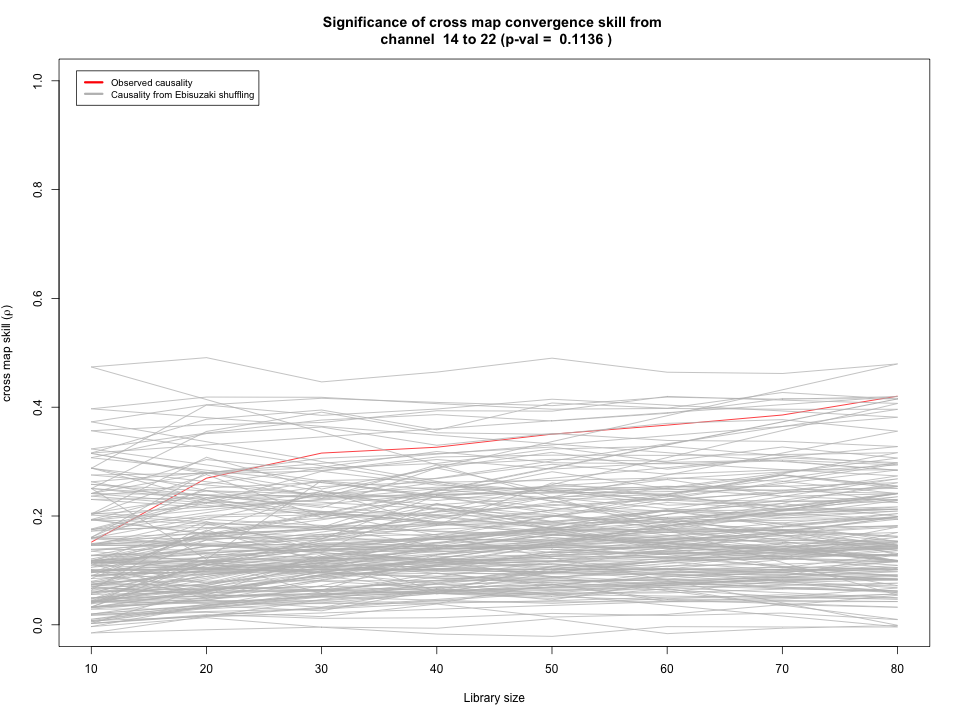 Significance of cross map convergence skill from
channel  14 to 22 (p-val =  0.1136 )
Observed causality
Causality from Ebisuzaki shuffling
cross map skill (ρ)
1.0
0.8
0.6
0.4
0.2
0.0
10 20 30 40 50 60 70 80
Library size